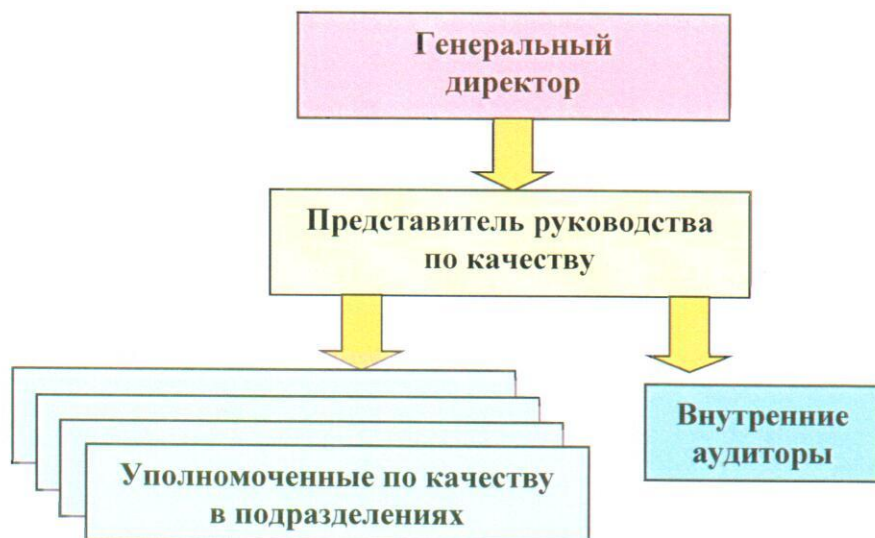 Генеральный
директор
Представитель руководства
по качеству
Уполномоченные по качеству
в подразделениях
Внутренние
аудиторы